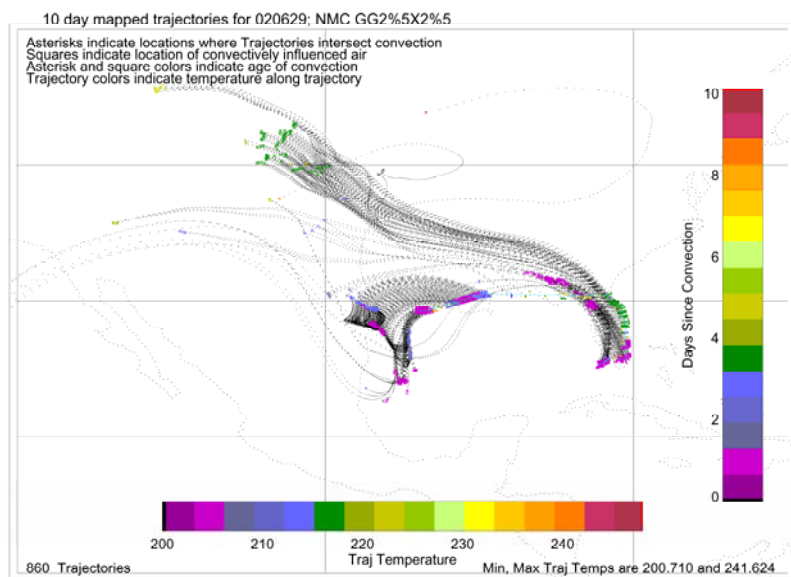 10 day mapped trajectories for 020629; NMC GG2%5X2%5
Asterisks indicate locations where Trajectories intersect convection
Squares indicate location of convectively influenced air
Asterisk and square colors indicate age of convection
Trajectory colors indicate temperature along trajectory
10
8
6
4
2
0
Days Since Convection
200
210
220
230
240
Traj Temperature
860 Trajectories
Min, Max Traj Temps are 200.710 and 241.624